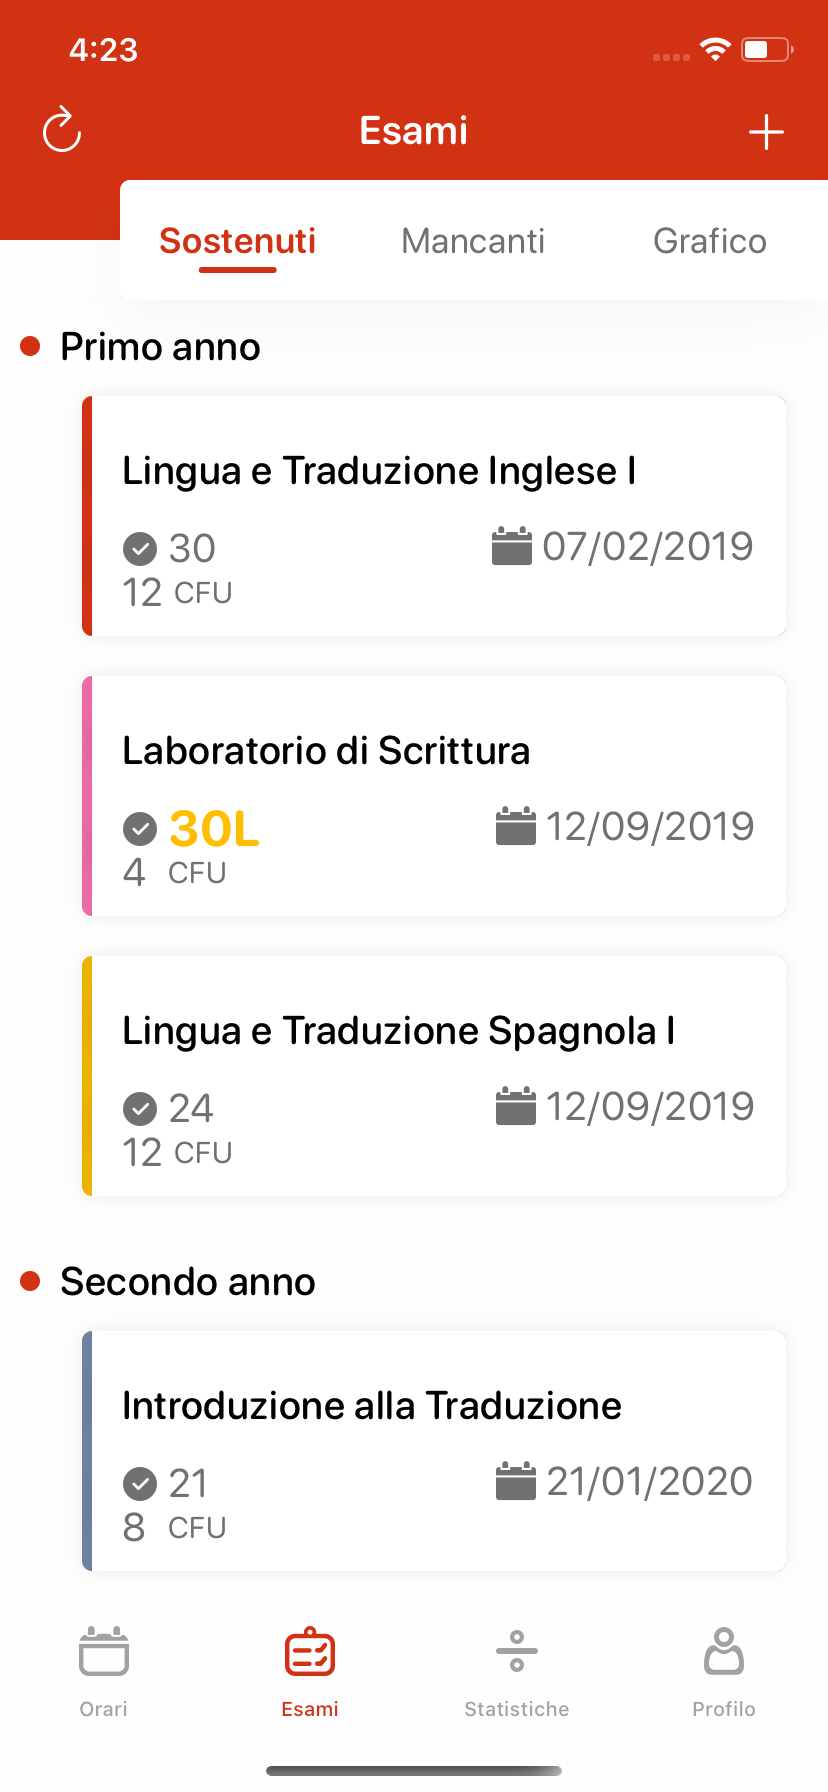 4:23
Esami
Sostenuti Mancanti Grafico
Primo anno
Lingua e Traduzione Inglese I
30 07/02/2019
12 CFU
Laboratorio di Scrittura
30L 12/09/2019
4 CFU
Lingua e Traduzione Spagnola I
24 12/09/2019
12 CFU
Secondo anno
Introduzione alla Traduzione
21 21/01/2020
8 CFU
Orari Esami Statistiche Profilo